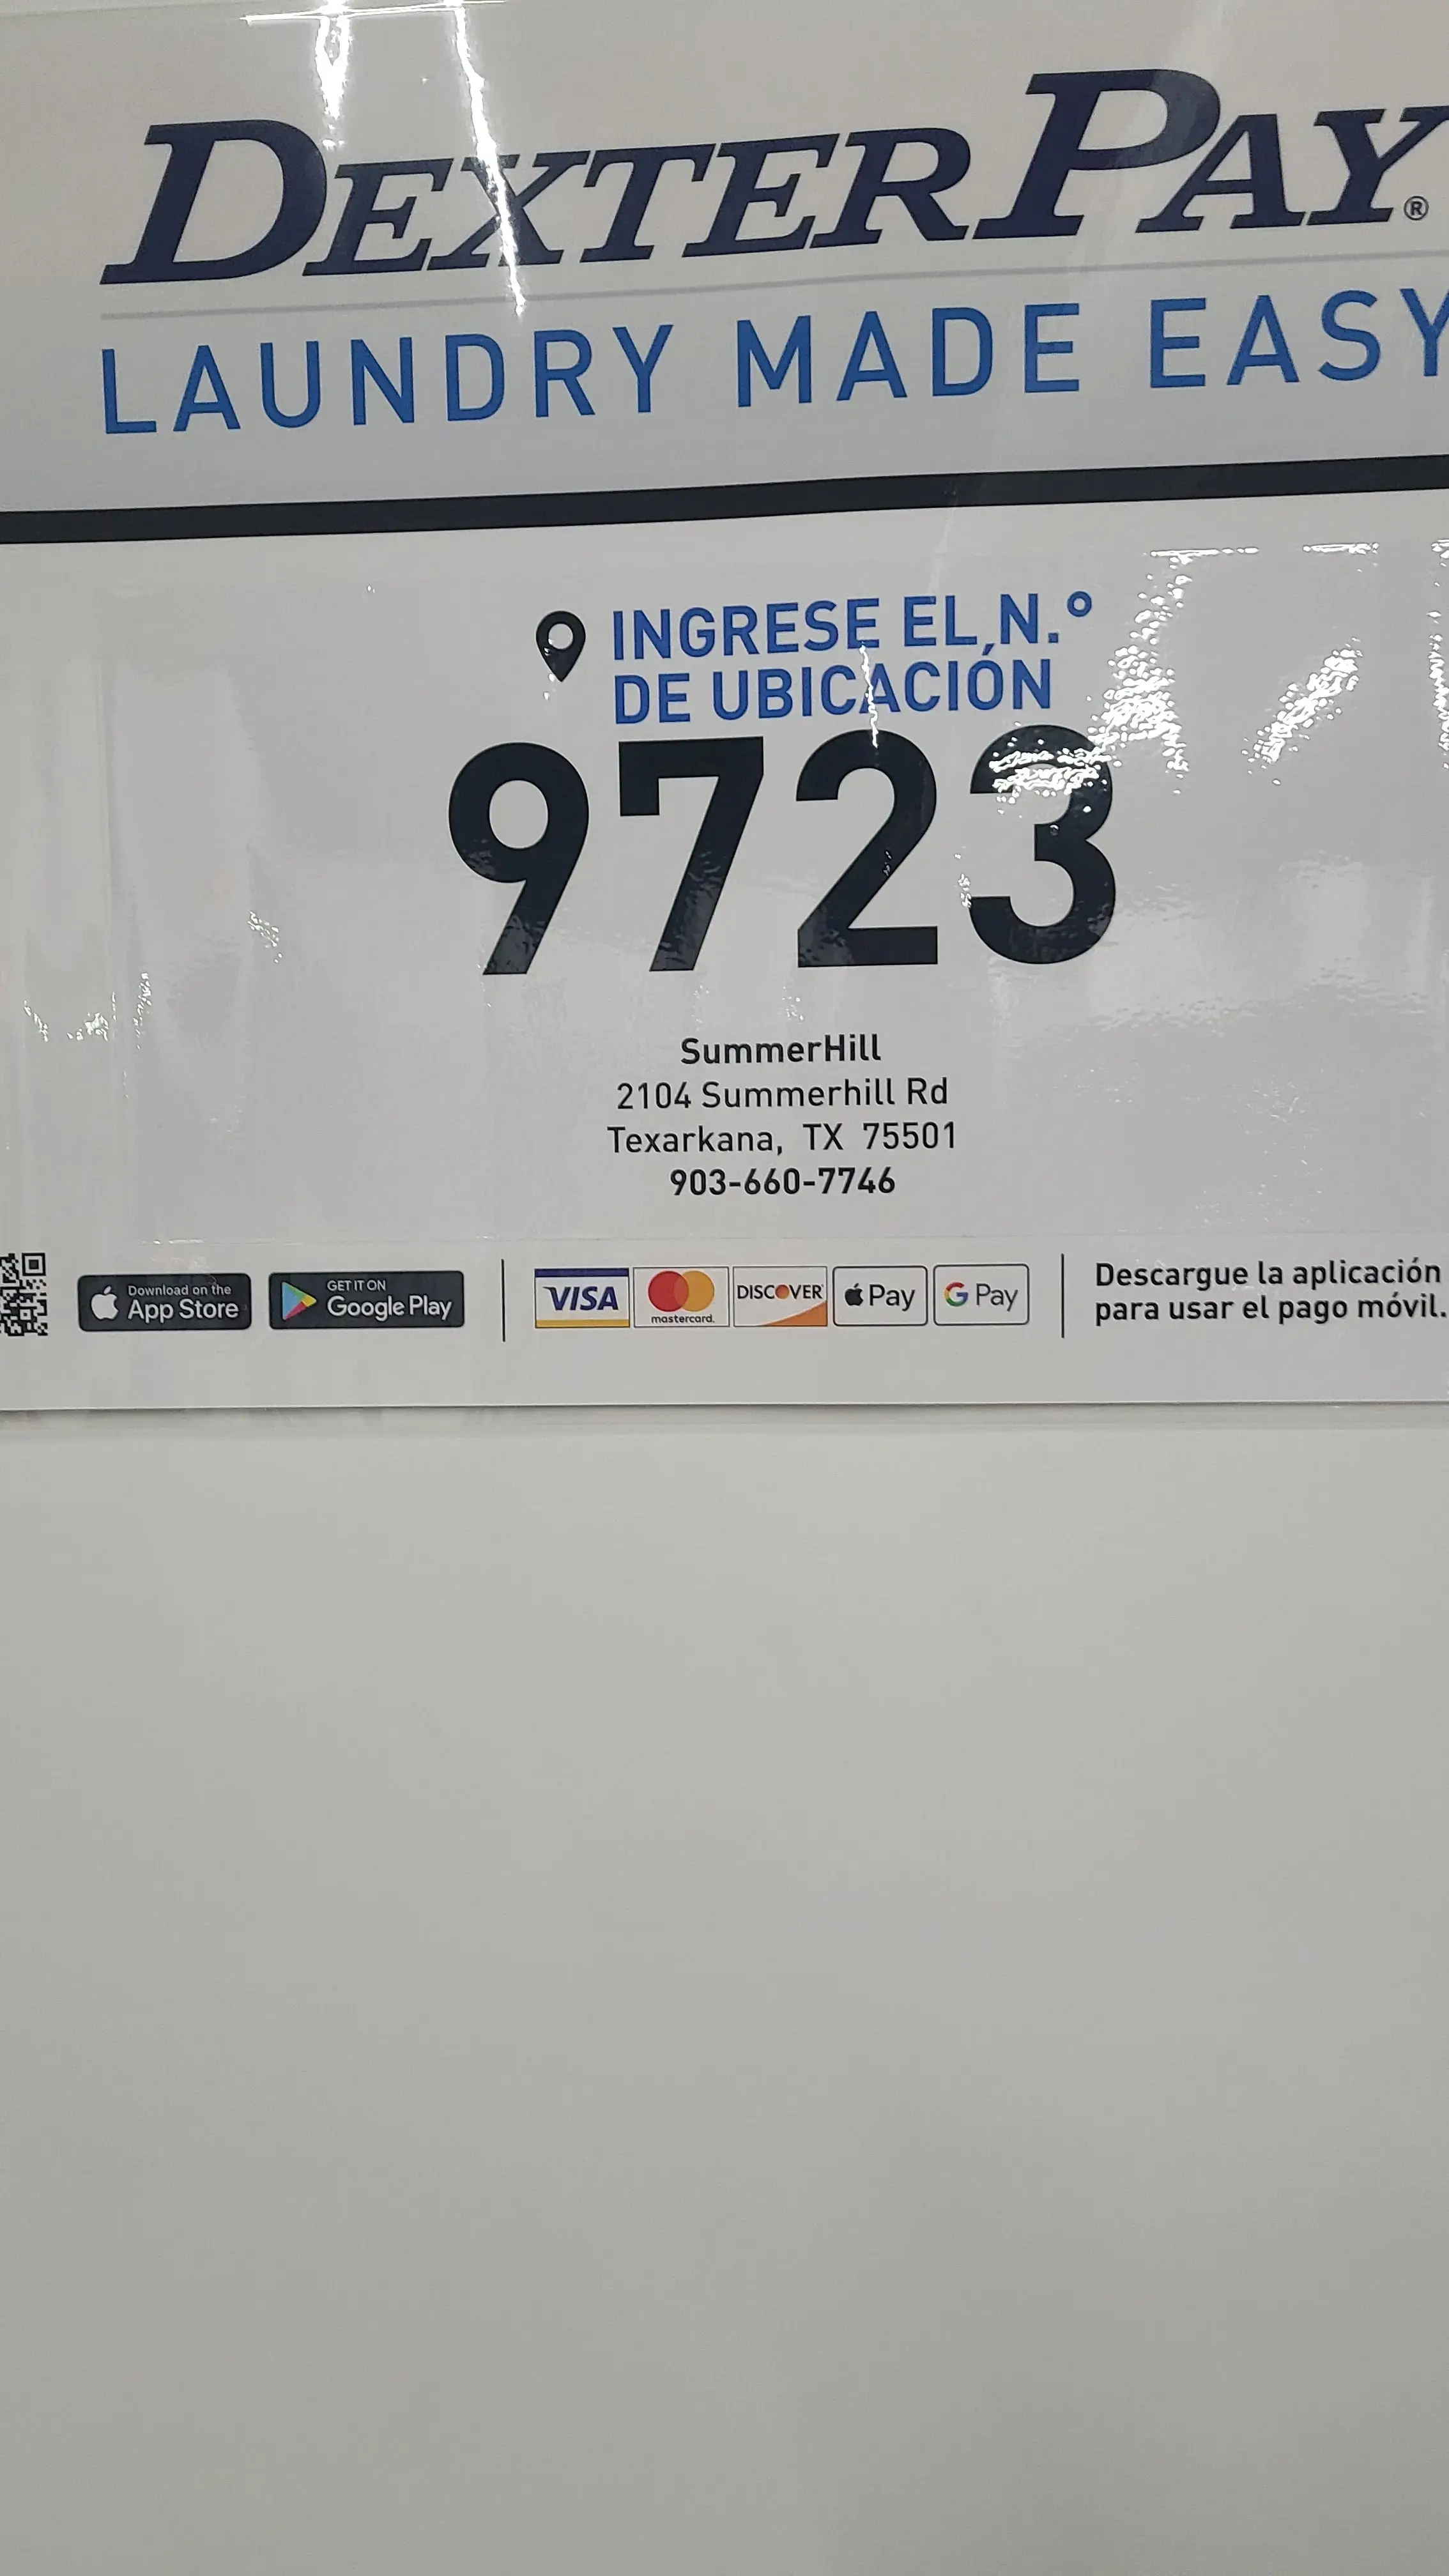 DEXTER PAY®
LAUNDRY MADE EASY
INGRESE EL N.°
DE UBICACIÓN
9723
SummerHill
2104 Summerhill Rd
Texarkana, TX 75501
903-660-7746
Download on the
App Store
GET IT ON
Google Play
VISA
mastercard.
DISCOVER
Pay
G Pay
Descargue la aplicación
para usar el pago móvil.